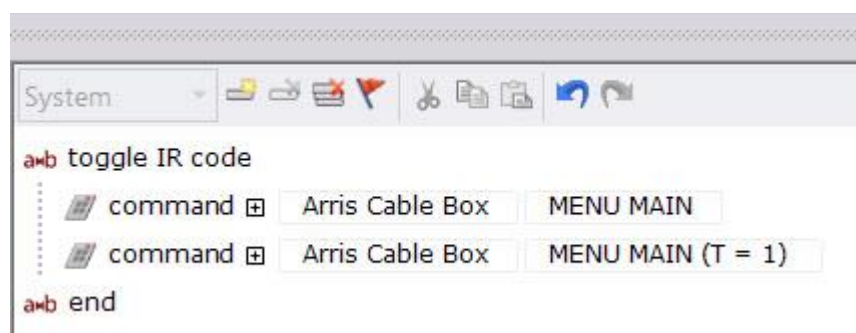 System
a↔b toggle IR code
command Arris Cable Box MENU MAIN
command Arris Cable Box MENU MAIN (T = 1)
a↔b end